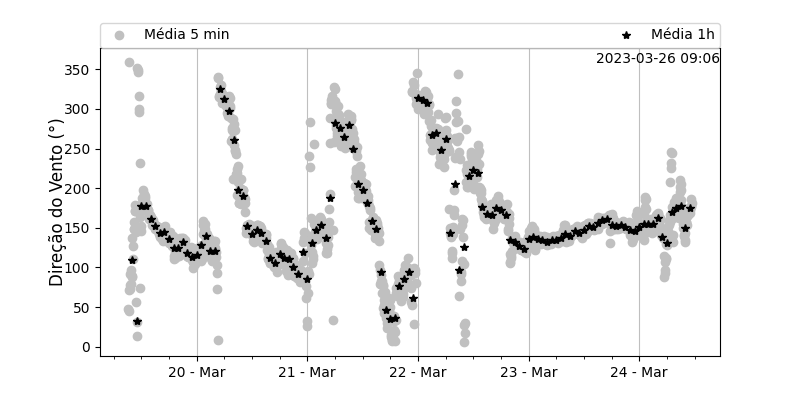 Média 5 min
Média 1h
2023-03-26 09:06
Direção do Vento (°)
350
300
250
200
150
100
50
0
20 - Mar
21 - Mar
22 - Mar
23 - Mar
24 - Mar